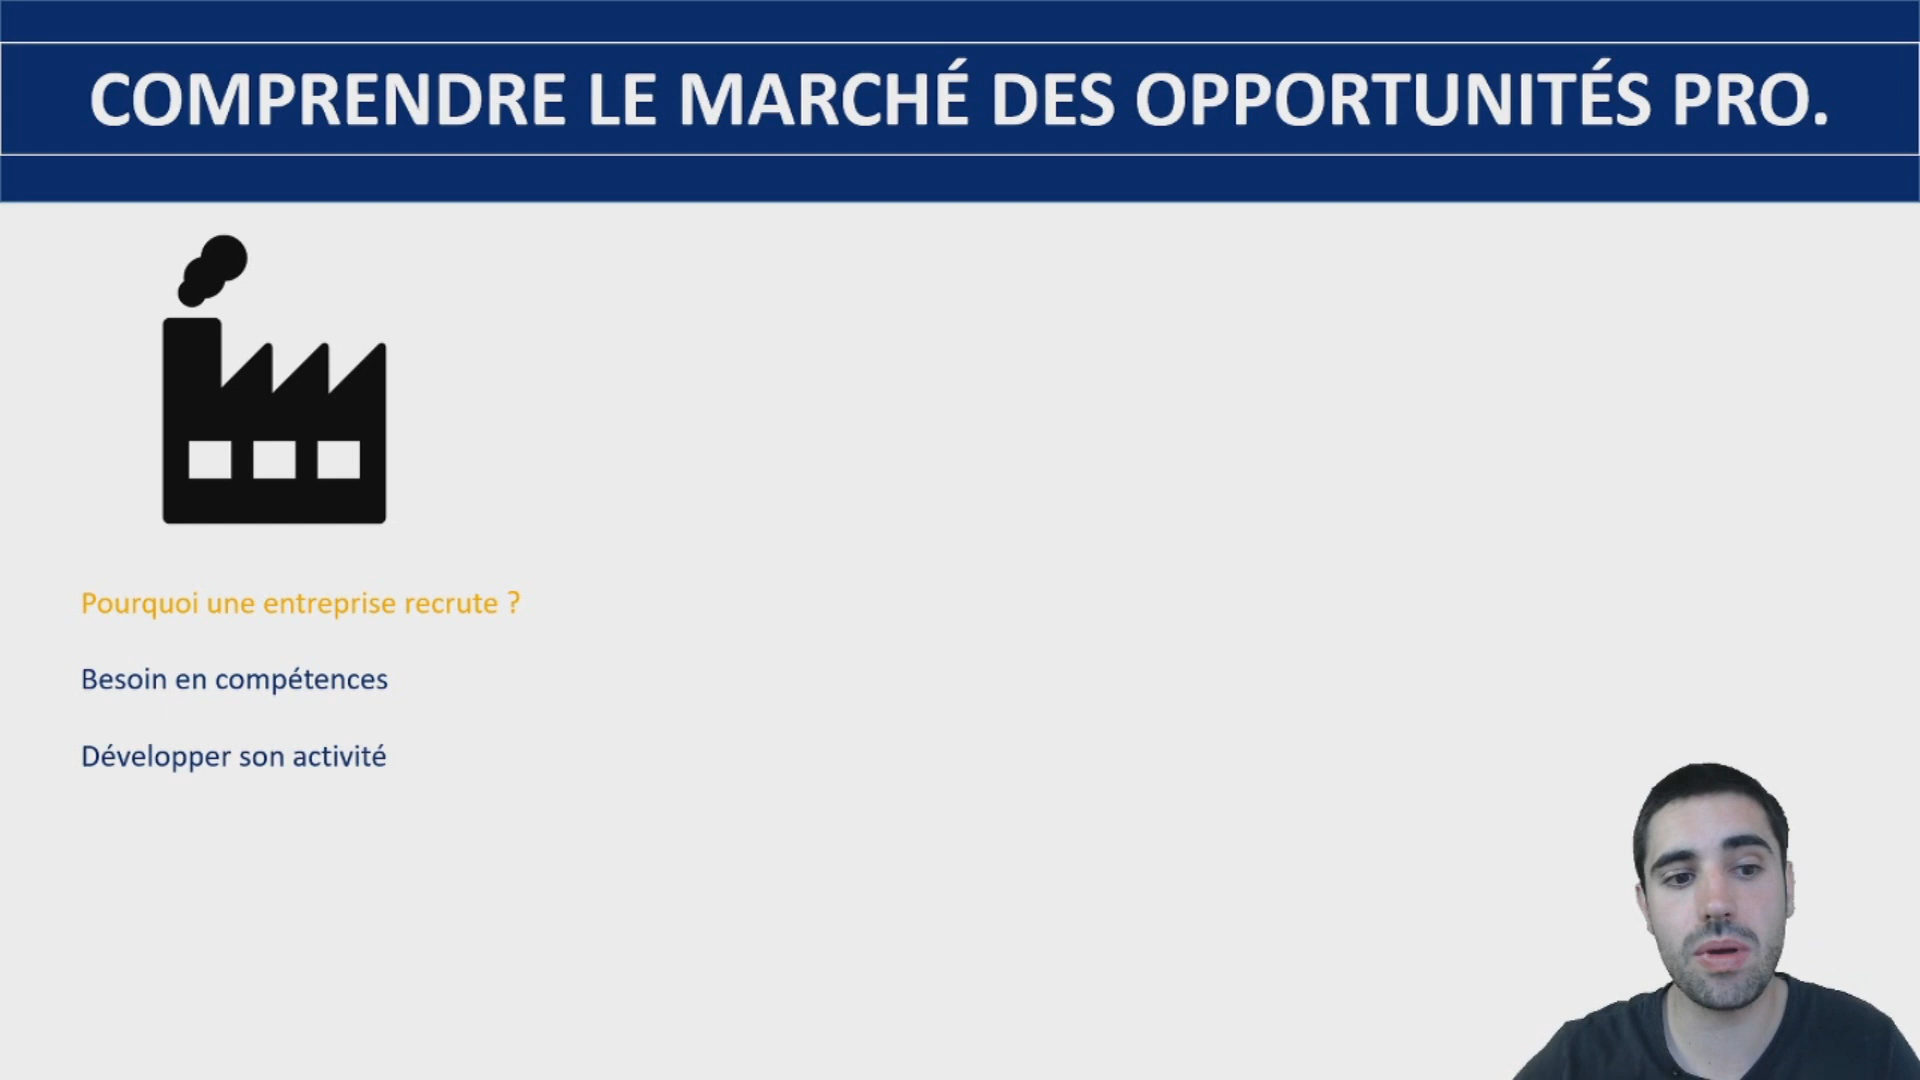 COMPRENDRE LE MARCHÉ DES OPPORTUNITÉS PRO.
Pourquoi une entreprise recrute ?
Besoin en compétences
Développer son activité